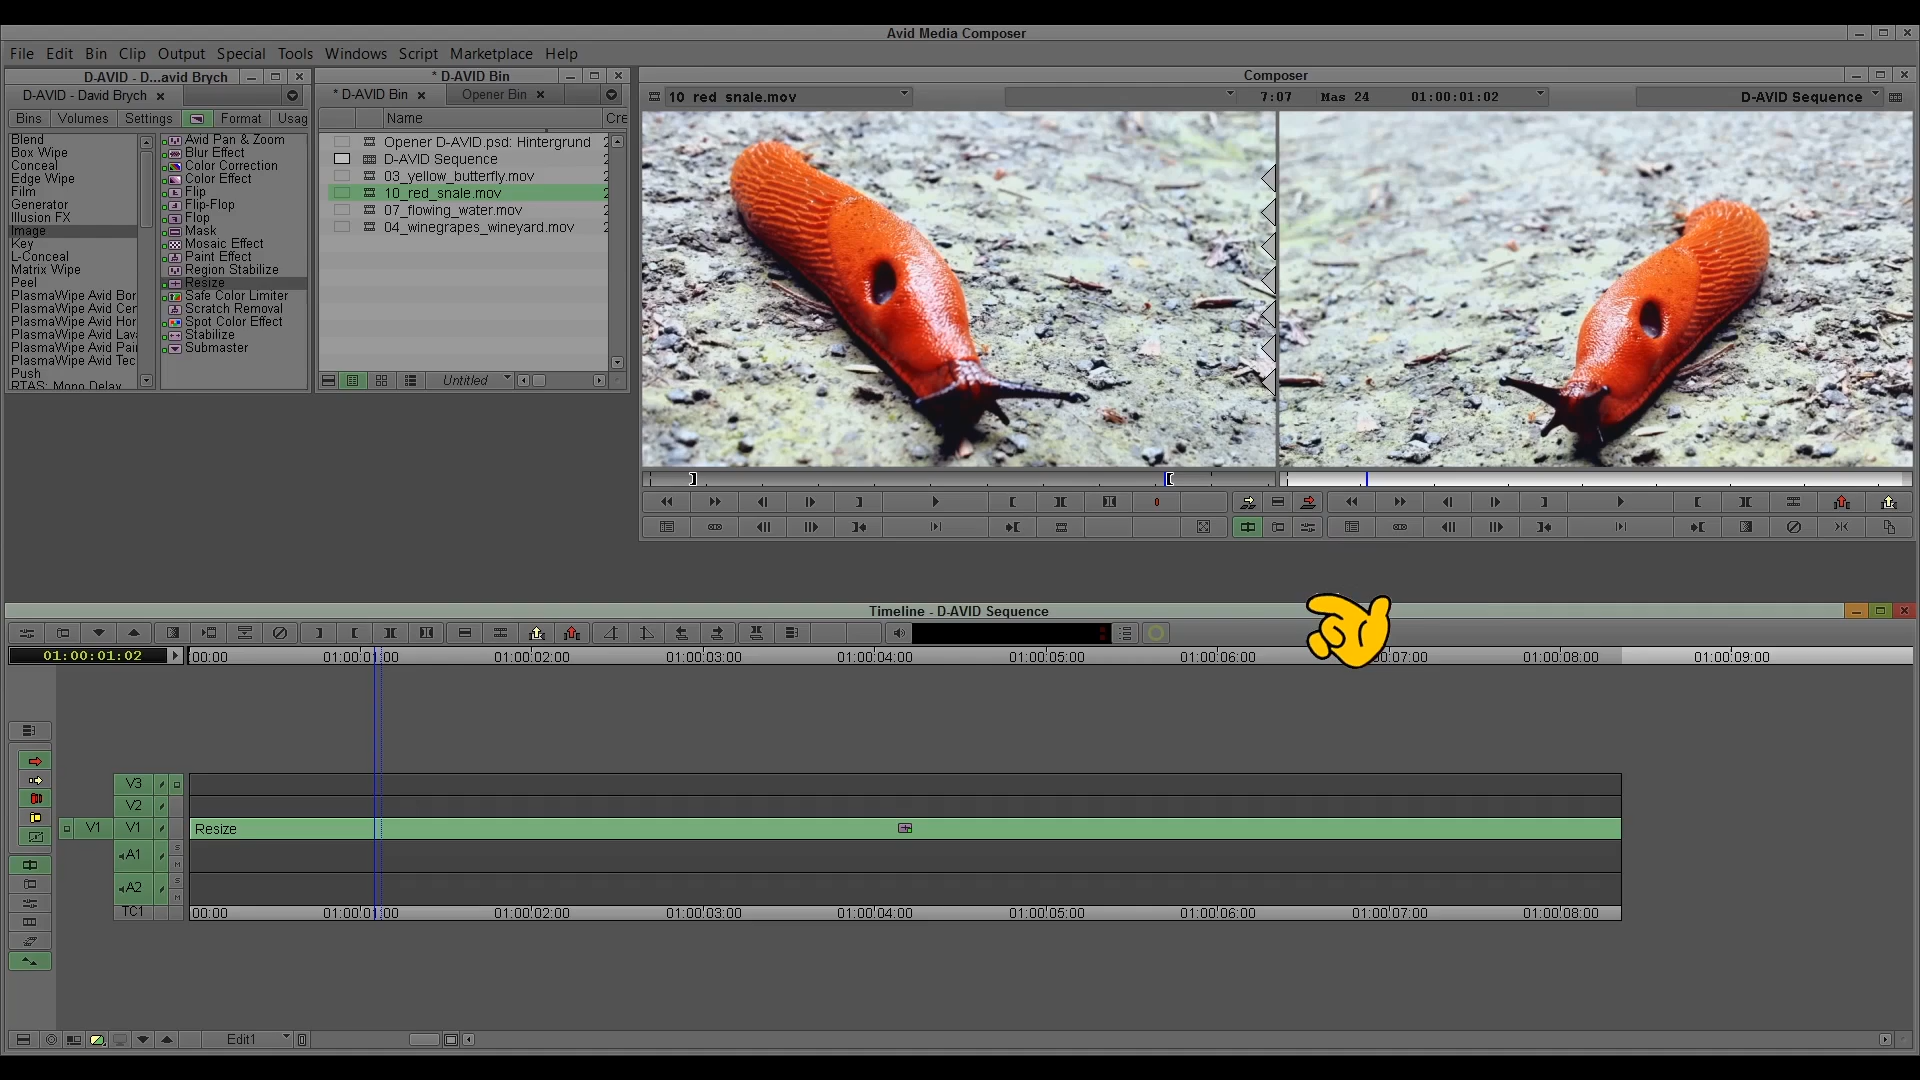 Avid Media Composer
File Edit Bin Clip Output Special Tools Windows Script Marketplace Help
D-AVID - D...avid Brych
D-AVID - David Brych
Bins Volumes Settings Format Usag
Blend
Box Wipe
Conceal
Edge Wipe
Film
Generator
Illusion FX
Image
Key
L-Conceal
Matrix Wipe
Peel
PlasmaWipe Avid Bor
PlasmaWipe Avid Cer
PlasmaWipe Avid Hor
PlasmaWipe Avid Lav
PlasmaWipe Avid Pai
PlasmaWipe Avid Tec
Push
RTAS: Mono Delay
Avid Pan & Zoom
Blur Effect
Color Correction
Color Effect
Flip
Flip-Flop
Flop
Mask
Mosaic Effect
Paint Effect
Region Stabilize
Resize
Safe Color Limiter
Scratch Removal
Spot Color Effect
Stabilize
Submaster
* D-AVID Bin
* D-AVID Bin Opener Bin
Name Cre
Opener D-AVID.psd: Hintergrund 2
D-AVID Sequence 2
03_yellow_butterfly.mov 2
10_red_snale.mov 2
07_flowing_water.mov 2
04_winegrapes_wineyard.mov 2
Untitled
Composer
10_red_snale.mov 7:07 Mas 24 01:00:01:02 D-AVID Sequence
Timeline - D-AVID Sequence
01:00:01:02 00:00 01:00:01:00 01:00:02:00 01:00:03:00 01:00:04:00 01:00:05:00 01:00:06:00 00:07:00 01:00:08:00 01:00:09:00
V3
V2
V1 V1 Resize
A1 S M
A2 S M
TC1 00:00 01:00:01:00 01:00:02:00 01:00:03:00 01:00:04:00 01:00:05:00 01:00:06:00 01:00:07:00 01:00:08:00
Edit1